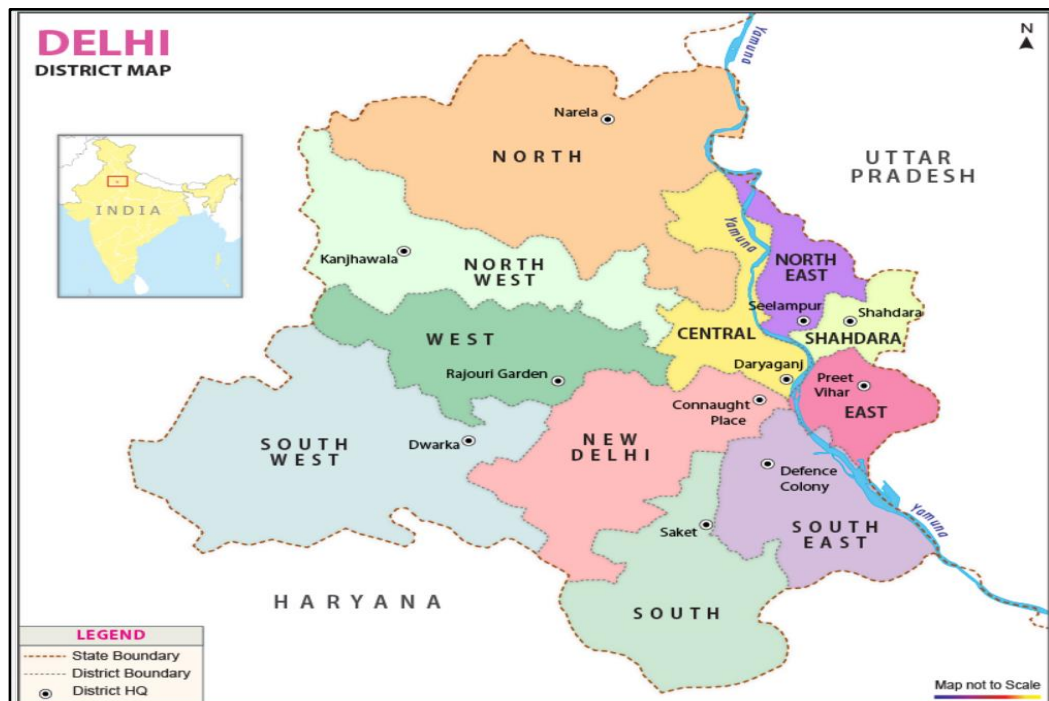 DELHI
DISTRICT MAP
N
Yamuna
Narela
NORTH
UTTAR
PRADESH
INDIA
Yamuna
Kanjhawala
NORTH
WEST
NORTH
EAST
Seelampur
Shahdara
SHAHDARA
WEST
CENTRAL
Rajouri Garden
Daryaganj
Preet
Vihar
EAST
Connaught
Place
SOUTH
WEST
Dwarka
NEW
DELHI
Defence
Colony
Saket
SOUTH
EAST
Yamuna
HARYANA
SOUTH
LEGEND
State Boundary
District Boundary
District HQ
Map not to Scale